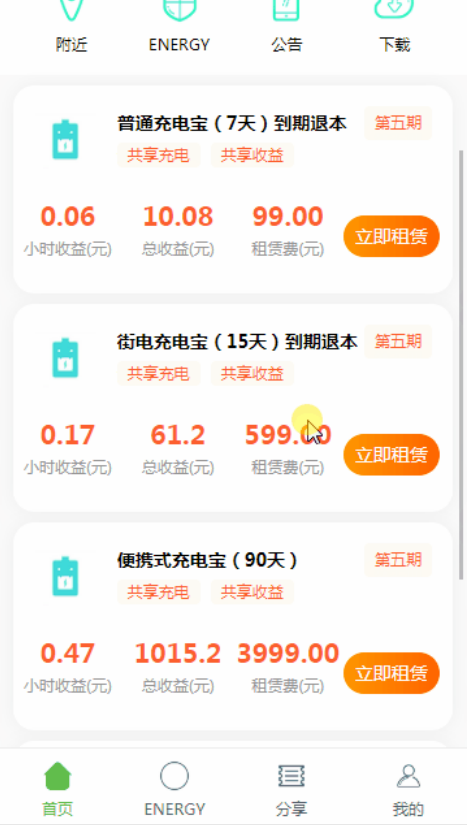 附近 ENERGY 公告 下载
普通充电宝（7天）到期退本 第五期
共享充电 共享收益
0.06 10.08 99.00
小时收益(元) 总收益(元) 租赁费(元) 立即租赁
街电充电宝（15天）到期退本 第五期
共享充电 共享收益
0.17 61.2 599.00
小时收益(元) 总收益(元) 租赁费(元) 立即租赁
便携式充电宝（90天） 第五期
共享充电 共享收益
0.47 1015.2 3999.00
小时收益(元) 总收益(元) 租赁费(元) 立即租赁
首页 ENERGY 分享 我的